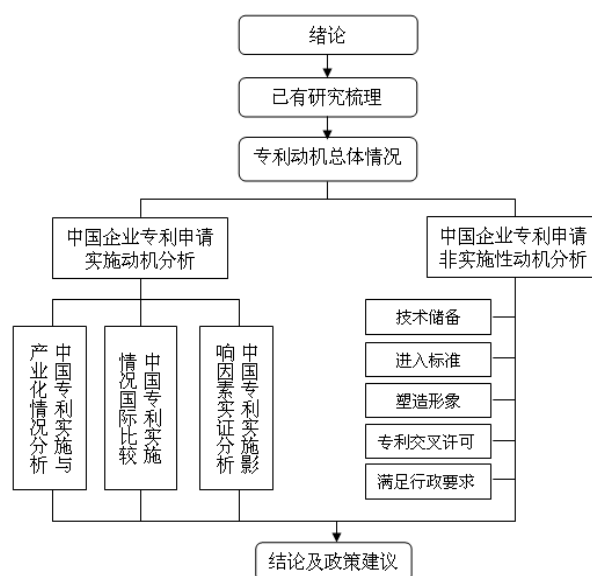 绪论
已有研究梳理
专利动机总体情况
中国企业专利申请
实施动机分析
中国企业专利申请
非实施性动机分析
中国专利实施与
产业化情况分析
中国专利实施
情况国际比较
中国专利实施影
响因素实证分析
技术储备
进入标准
塑造形象
专利交叉许可
满足行政要求
结论及政策建议